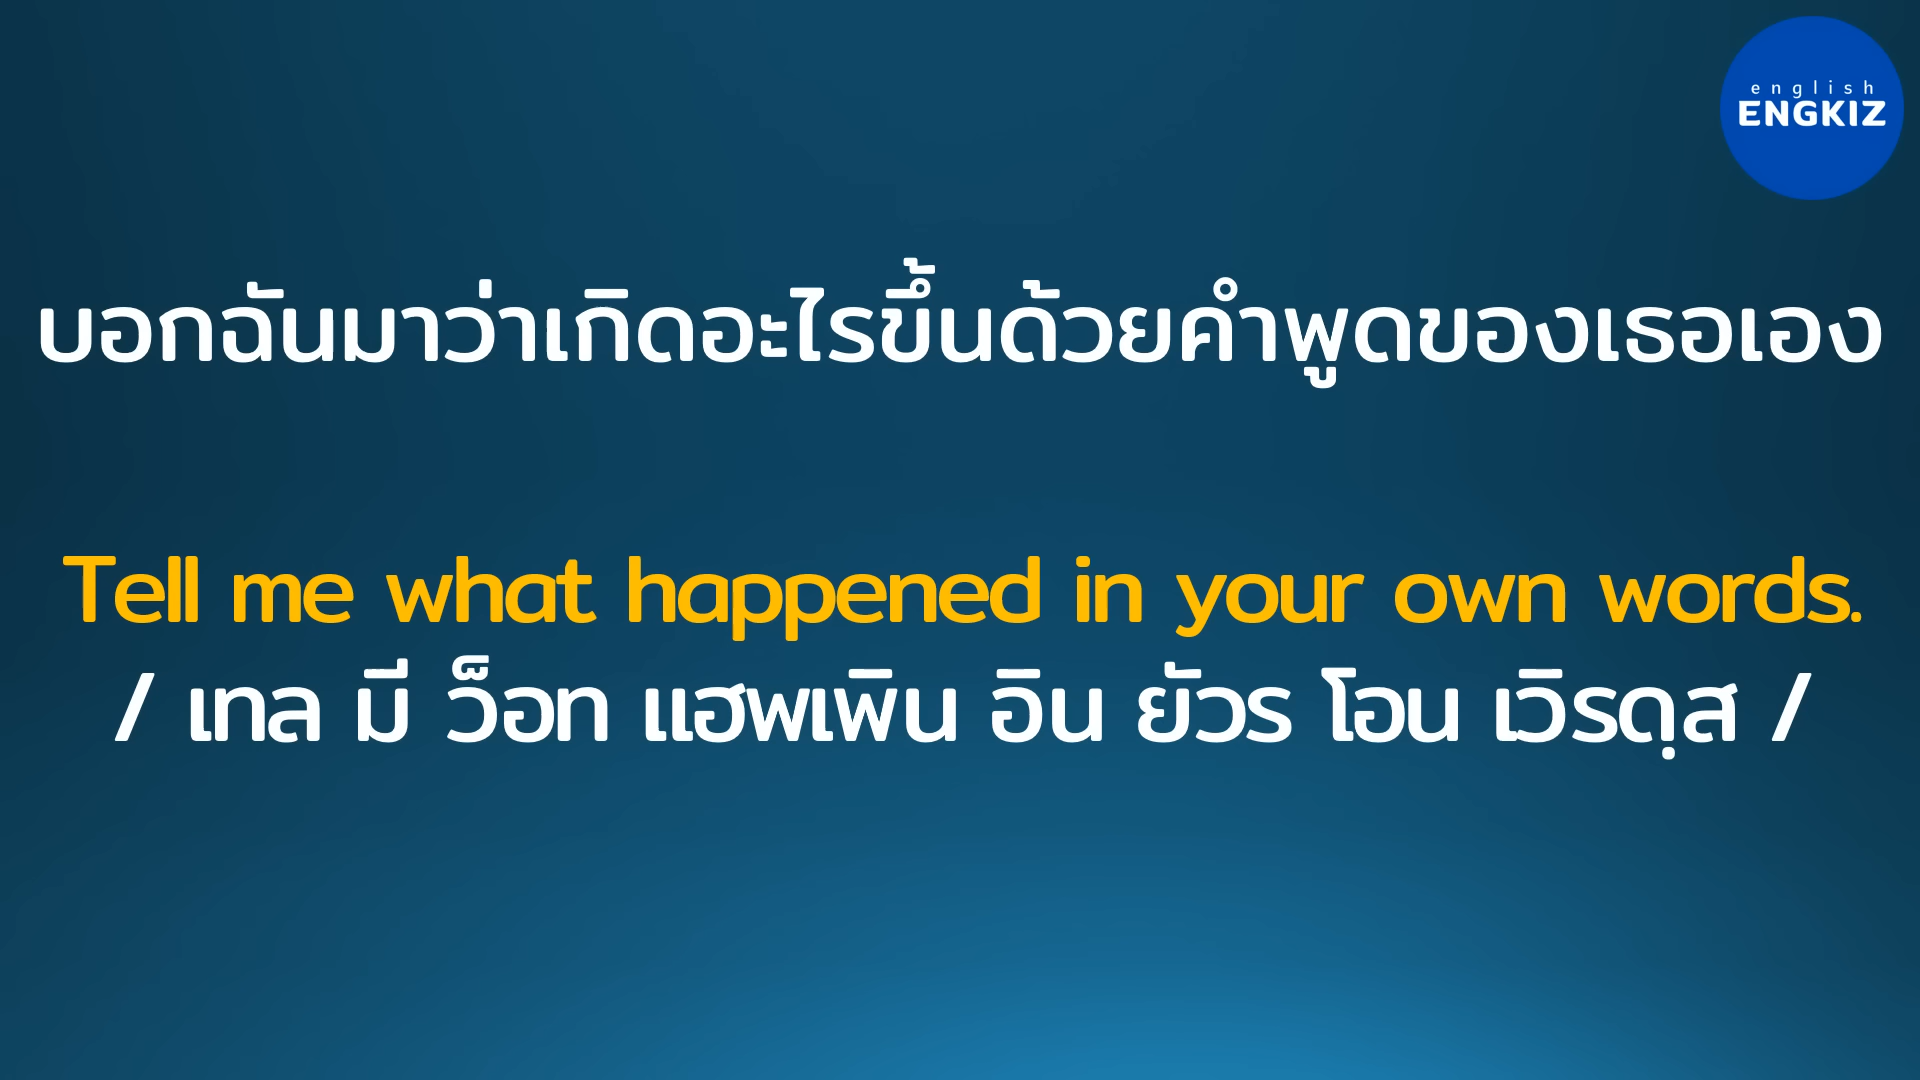 english
ENGKIZ
บอกฉันมาว่าเกิดอะไรขึ้นด้วยคำพูดของเธอเอง
Tell me what happened in your own words.
/ เทล มี ว็อท แฮพเพิน อิน ยัวร โอน เวิรดฺส /